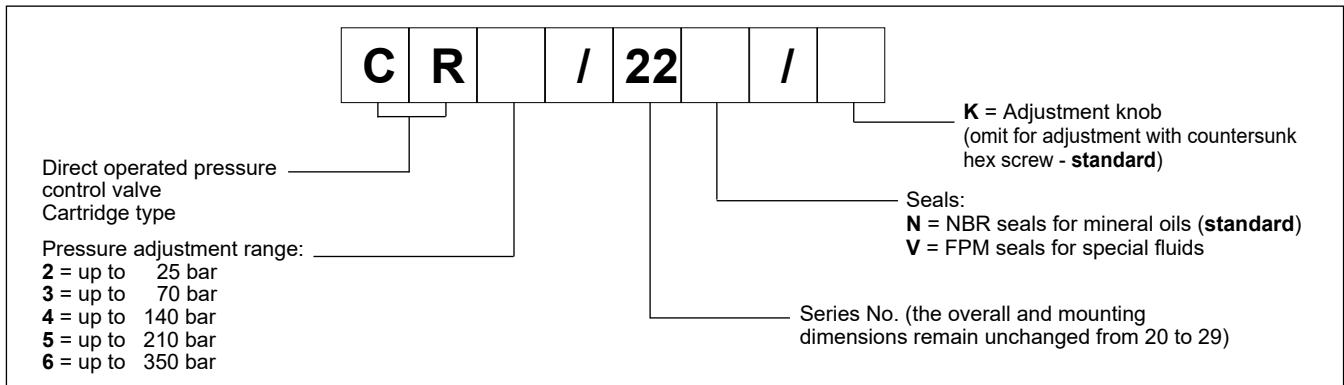 C R / 22 /
K = Adjustment knob
(omit for adjustment with countersunk
hex screw - standard)
Direct operated pressure
control valve
Cartridge type
Seals:
N = NBR seals for mineral oils (standard)
V = FPM seals for special fluids
Pressure adjustment range:
2 = up to 25 bar
3 = up to 70 bar
4 = up to 140 bar
5 = up to 210 bar
6 = up to 350 bar
Series No. (the overall and mounting
dimensions remain unchanged from 20 to 29)